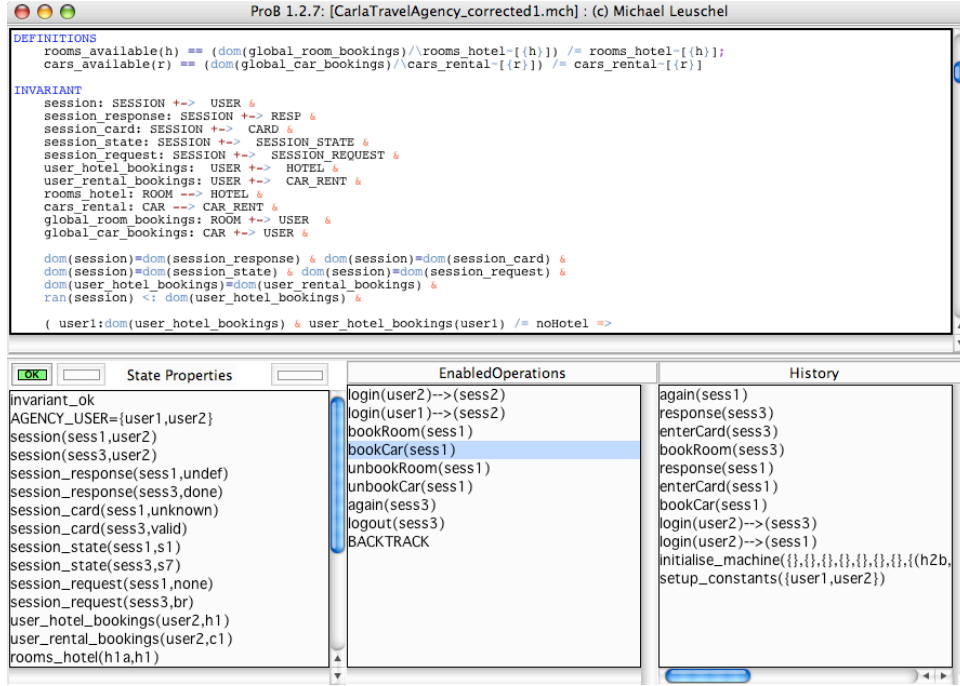 ProB 1.2.7: [CarlaTravelAgency_corrected1.mch] : (c) Michael Leuschel
DEFINITIONS
rooms_available(h) == (dom(global_room_bookings)/\rooms_hotel~[{h}]) /= rooms_hotel~[{h}];
cars_available(r) == (dom(global_car_bookings)/\cars_rental~[{r}]) /= cars_rental~[{r}]
INVARIANT
session: SESSION +-> USER &
session_response: SESSION +-> RESP &
session_card: SESSION +-> CARD &
session_state: SESSION +-> SESSION_STATE &
session_request: SESSION +-> SESSION_REQUEST &
user_hotel_bookings: USER +-> HOTEL &
user_rental_bookings: USER +-> CAR_RENT &
rooms_hotel: ROOM --> HOTEL &
cars_rental: CAR --> CAR_RENT &
global_room_bookings: ROOM +-> USER &
global_car_bookings: CAR +-> USER &
dom(session)=dom(session_response) & dom(session)=dom(session_card) &
dom(session)=dom(session_state) & dom(session)=dom(session_request) &
dom(user_hotel_bookings)=dom(user_rental_bookings) &
ran(session) <: dom(user_hotel_bookings) &
( user1:dom(user_hotel_bookings) & user_hotel_bookings(user1) /= noHotel =>
OK State Properties
invariant_ok
AGENCY_USER={user1,user2}
session(sess1,user2)
session(sess3,user2)
session_response(sess1,undef)
session_response(sess3,done)
session_card(sess1,unknown)
session_card(sess3,valid)
session_state(sess1,s1)
session_state(sess3,s7)
session_request(sess1,none)
session_request(sess3,br)
user_hotel_bookings(user2,h1)
user_rental_bookings(user2,c1)
rooms_hotel(h1a,h1)
EnabledOperations
login(user2)-->(sess2)
login(user1)-->(sess2)
bookRoom(sess1)
bookCar(sess1)
unbookRoom(sess1)
unbookCar(sess1)
again(sess3)
logout(sess3)
BACKTRACK
History
again(sess1)
response(sess3)
enterCard(sess3)
bookRoom(sess3)
response(sess1)
enterCard(sess1)
bookCar(sess1)
login(user2)-->(sess3)
login(user2)-->(sess1)
initialise_machine({},{},{},{},{},{},{},{(h2b,
setup_constants({user1,user2})